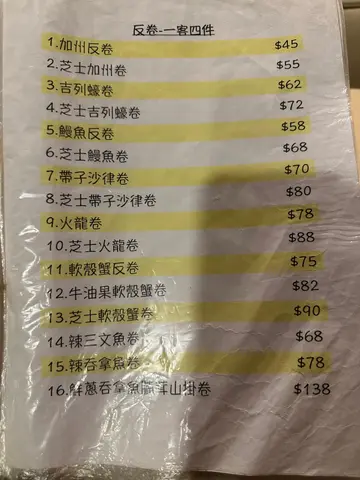 反卷-一客四件
1.加州反卷 $45
2.芝士加州卷 $55
3.吉列蠔卷 $62
4.芝士吉列蠔卷 $72
5.鰻魚反卷 $58
6.芝士鰻魚卷 $68
7.帶子沙律卷 $70
8.芝士帶子沙律卷 $80
9.火龍卷 $78
10.芝士火龍卷 $88
11.軟殼蟹反卷 $75
12.牛油果軟殼蟹卷 $82
13.芝士軟殼蟹卷 $90
14.辣三文魚卷 $68
15.辣吞拿魚卷 $78
16.鮮蔥吞拿魚腩拼山掛卷 $138